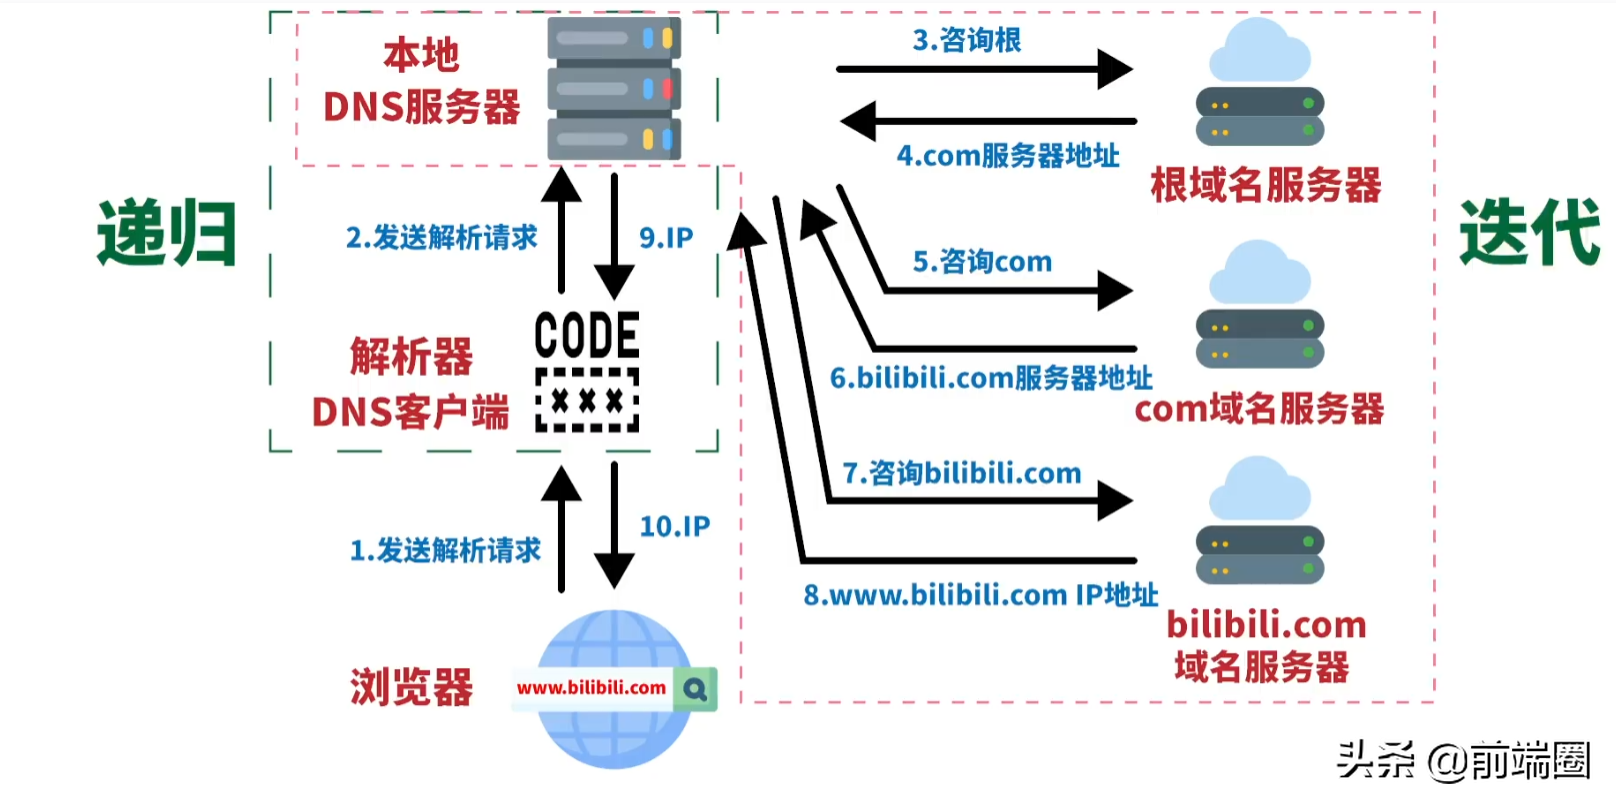 本地
DNS服务器
3.咨询根
4.com服务器地址
根域名服务器
递归
2.发送解析请求
9.IP
迭代
5.咨询com
CODE
解析器
DNS客户端
6.bilibili.com服务器地址
com域名服务器
7.咨询bilibili.com
1.发送解析请求
10.IP
8.www.bilibili.com IP地址
bilibili.com
域名服务器
浏览器
www.bilibili.com
头条 @前端圈